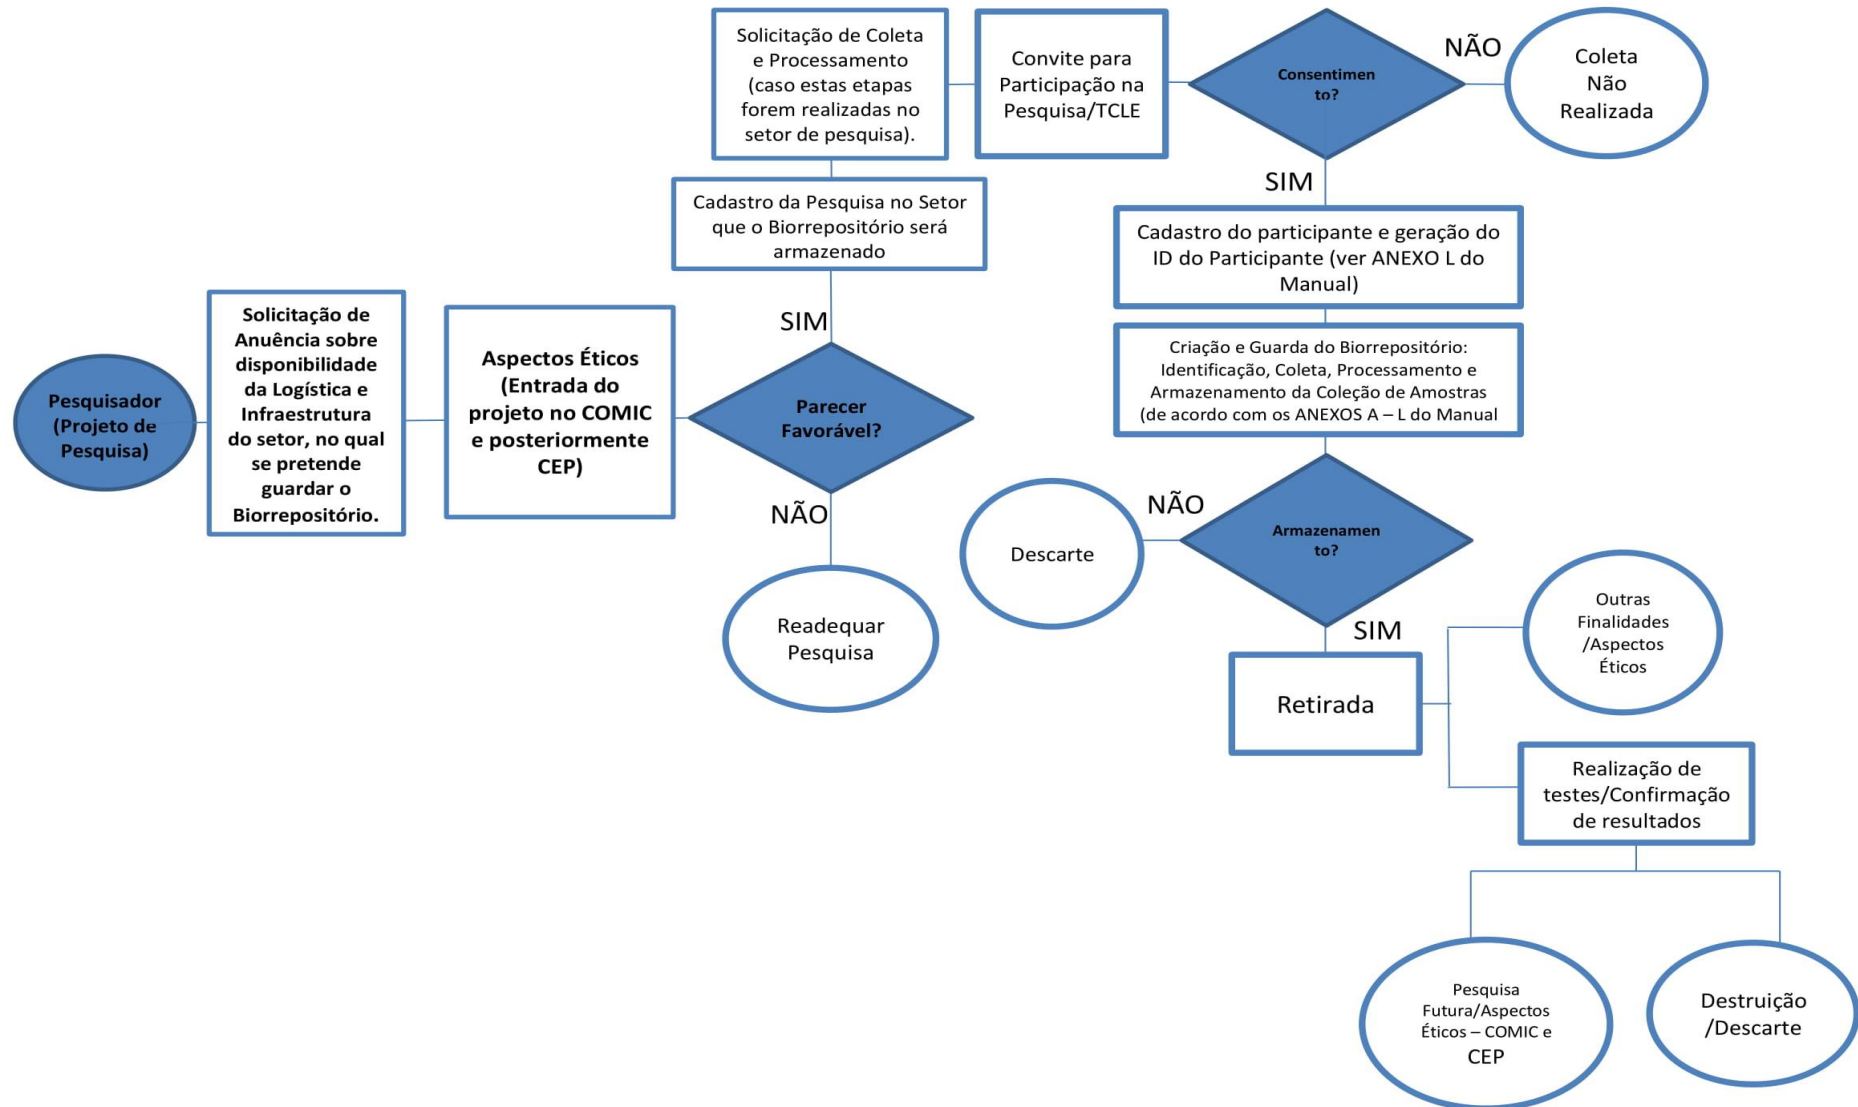 Pesquisador
(Projeto de
Pesquisa)
Solicitação de
Anuência sobre
disponibilidade
da Logística e
Infraestrutura
do setor, no qual
se pretende
guardar o
Biorrepositório.
Aspectos Éticos
(Entrada do
projeto no COMIC
e posteriormente
CEP)
Parecer
Favorável?
NÃO
Readequar
Pesquisa
SIM
Cadastro da Pesquisa no Setor
que o Biorrepositório será
armazenado
Solicitação de Coleta
e Processamento
(caso estas etapas
forem realizadas no
setor de pesquisa).
Convite para
Participação na
Pesquisa/TCLE
Consentimen
to?
NÃO
Coleta
Não
Realizada
SIM
Cadastro do participante e geração do
ID do Participante (ver ANEXO L do
Manual)
Criação e Guarda do Biorrepositório:
Identificação, Coleta, Processamento e
Armazenamento da Coleção de Amostras
(de acordo com os ANEXOS A – L do Manual
Armazenamen
to?
NÃO
Descarte
SIM
Retirada
Outras
Finalidades
/Aspectos
Éticos
Realização de
testes/Confirmação
de resultados
Pesquisa
Futura/Aspectos
Éticos – COMIC e
CEP
Destruição
/Descarte